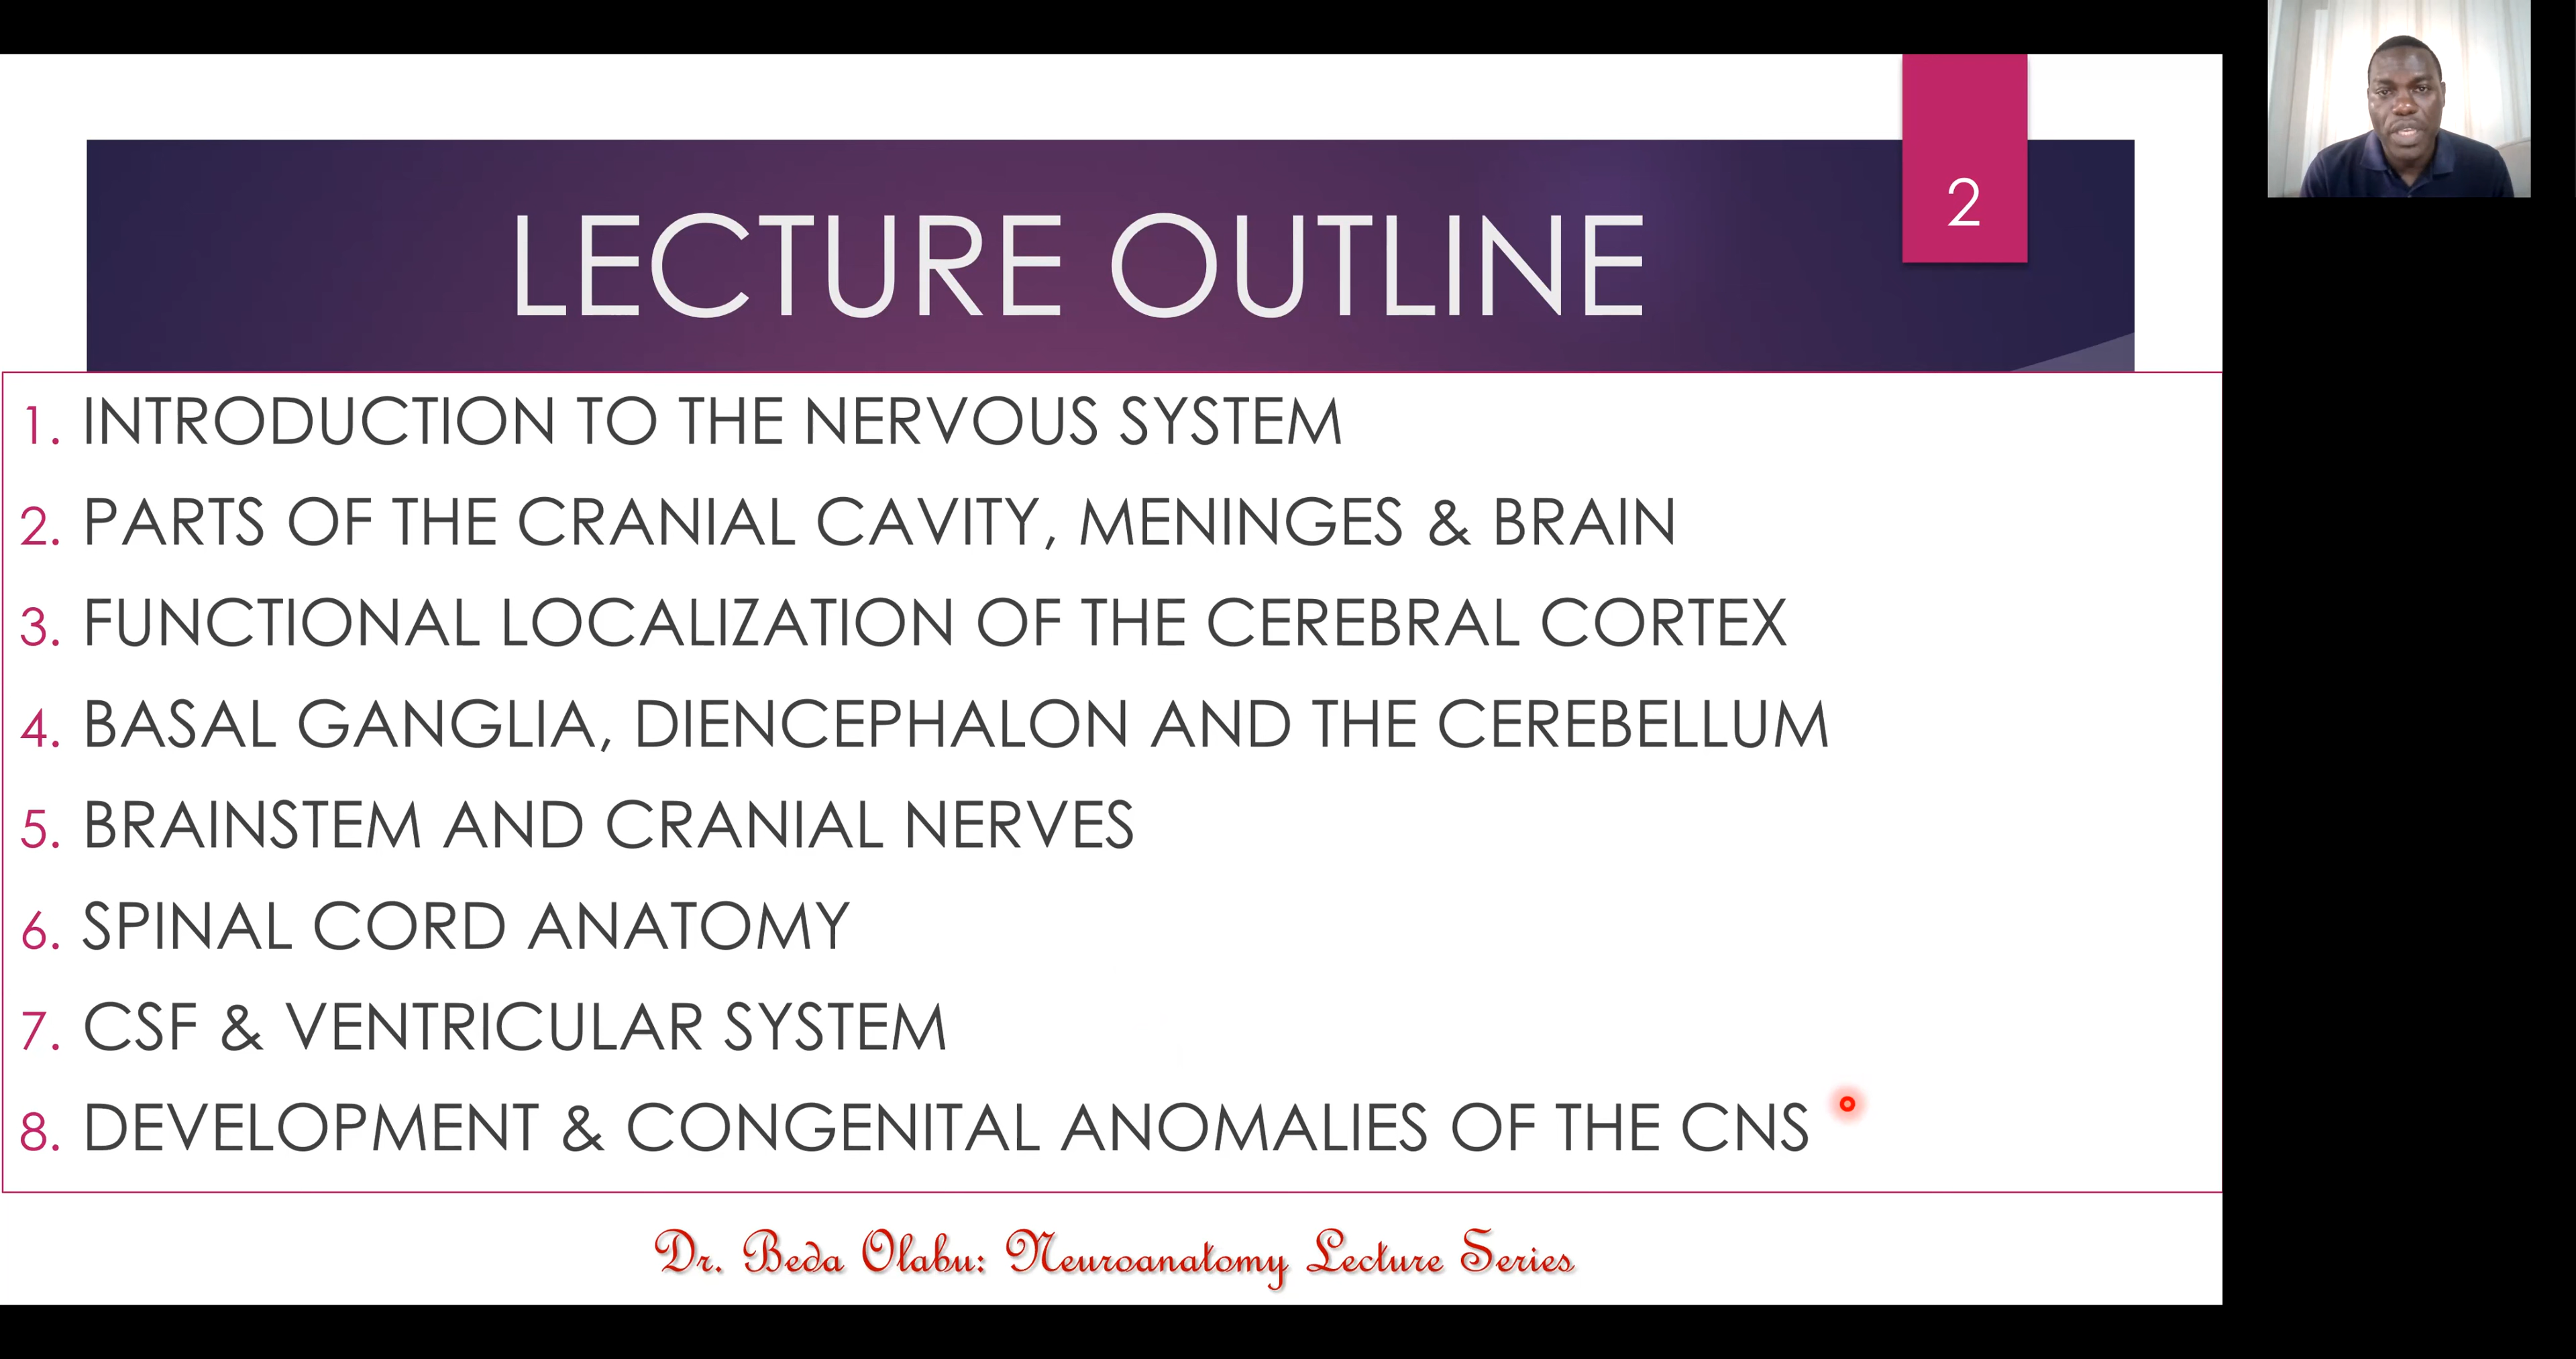 2
LECTURE OUTLINE
1. INTRODUCTION TO THE NERVOUS SYSTEM
2. PARTS OF THE CRANIAL CAVITY, MENINGES & BRAIN
3. FUNCTIONAL LOCALIZATION OF THE CEREBRAL CORTEX
4. BASAL GANGLIA, DIENCEPHALON AND THE CEREBELLUM
5. BRAINSTEM AND CRANIAL NERVES
6. SPINAL CORD ANATOMY
7. CSF & VENTRICULAR SYSTEM
8. DEVELOPMENT & CONGENITAL ANOMALIES OF THE CNS
Dr. Beda Olabu: Neuroanatomy Lecture Series